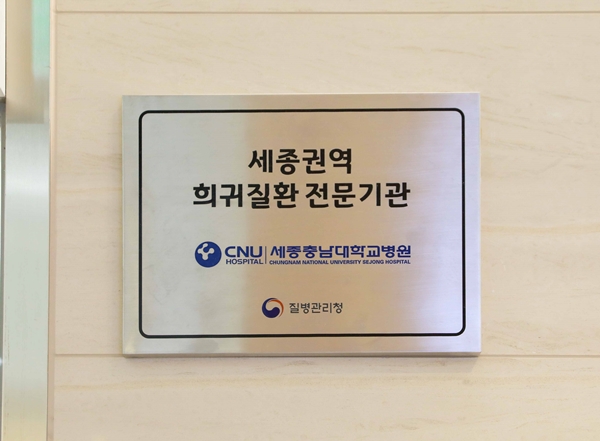 세종권역
희귀질환 전문기관
CNU HOSPITAL 세종충남대학교병원
CHUNGNAM NATIONAL UNIVERSITY SEJONG HOSPITAL
질병관리청